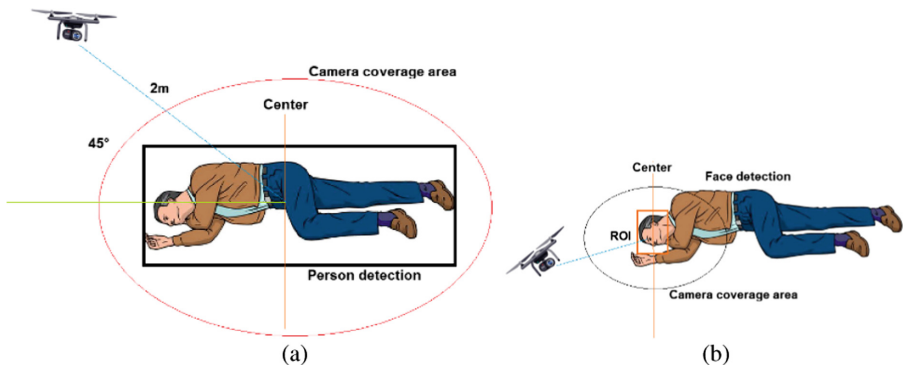 Camera coverage area
2m
Center
45°
Person detection
(a)
Center
Face detection
ROI
Camera coverage area
(b)